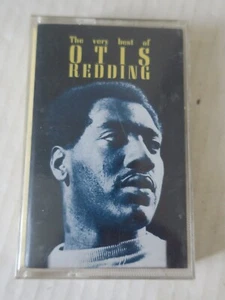 The very best of
OTIS
REDDING